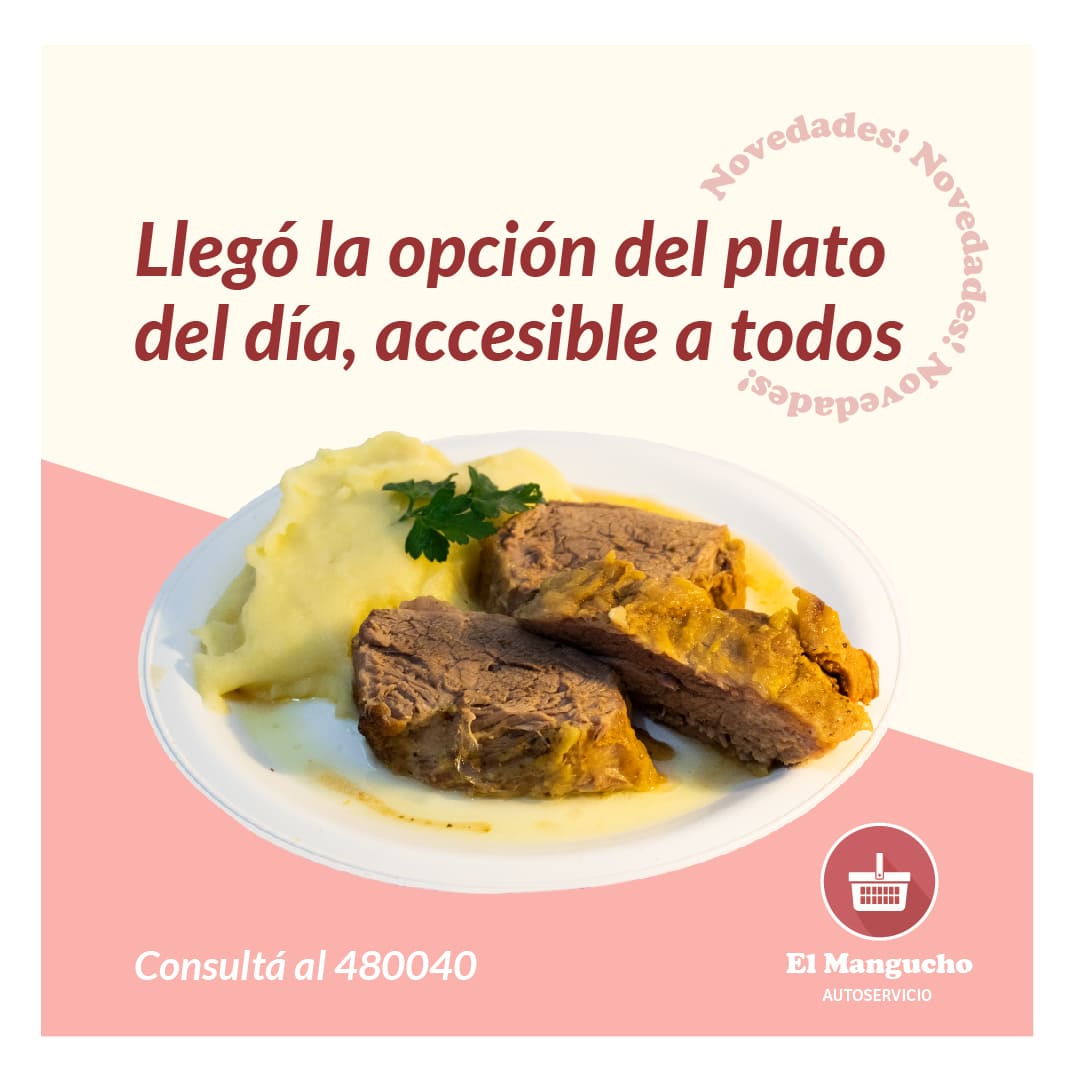 Novedades! Novedades! Novedades!
Llegó la opción del plato
del día, accesible a todos
Consultá al 480040
El Mangucho
AUTOSERVICIO